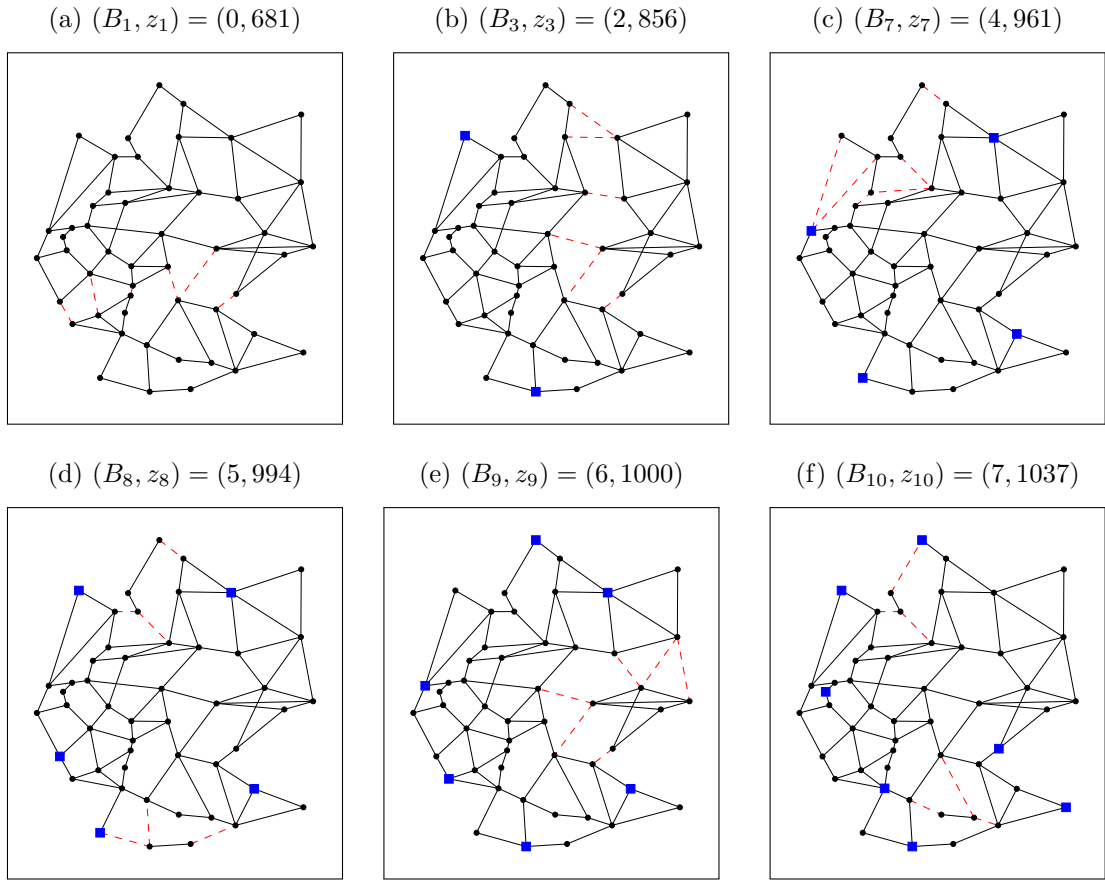 (a) (B₁, z₁) = (0, 681)
(b) (B₃, z₃) = (2, 856)
(c) (B₇, z₇) = (4, 961)
(d) (B₈, z₈) = (5, 994)
(e) (B₉, z₉) = (6, 1000)
(f) (B₁₀, z₁₀) = (7, 1037)